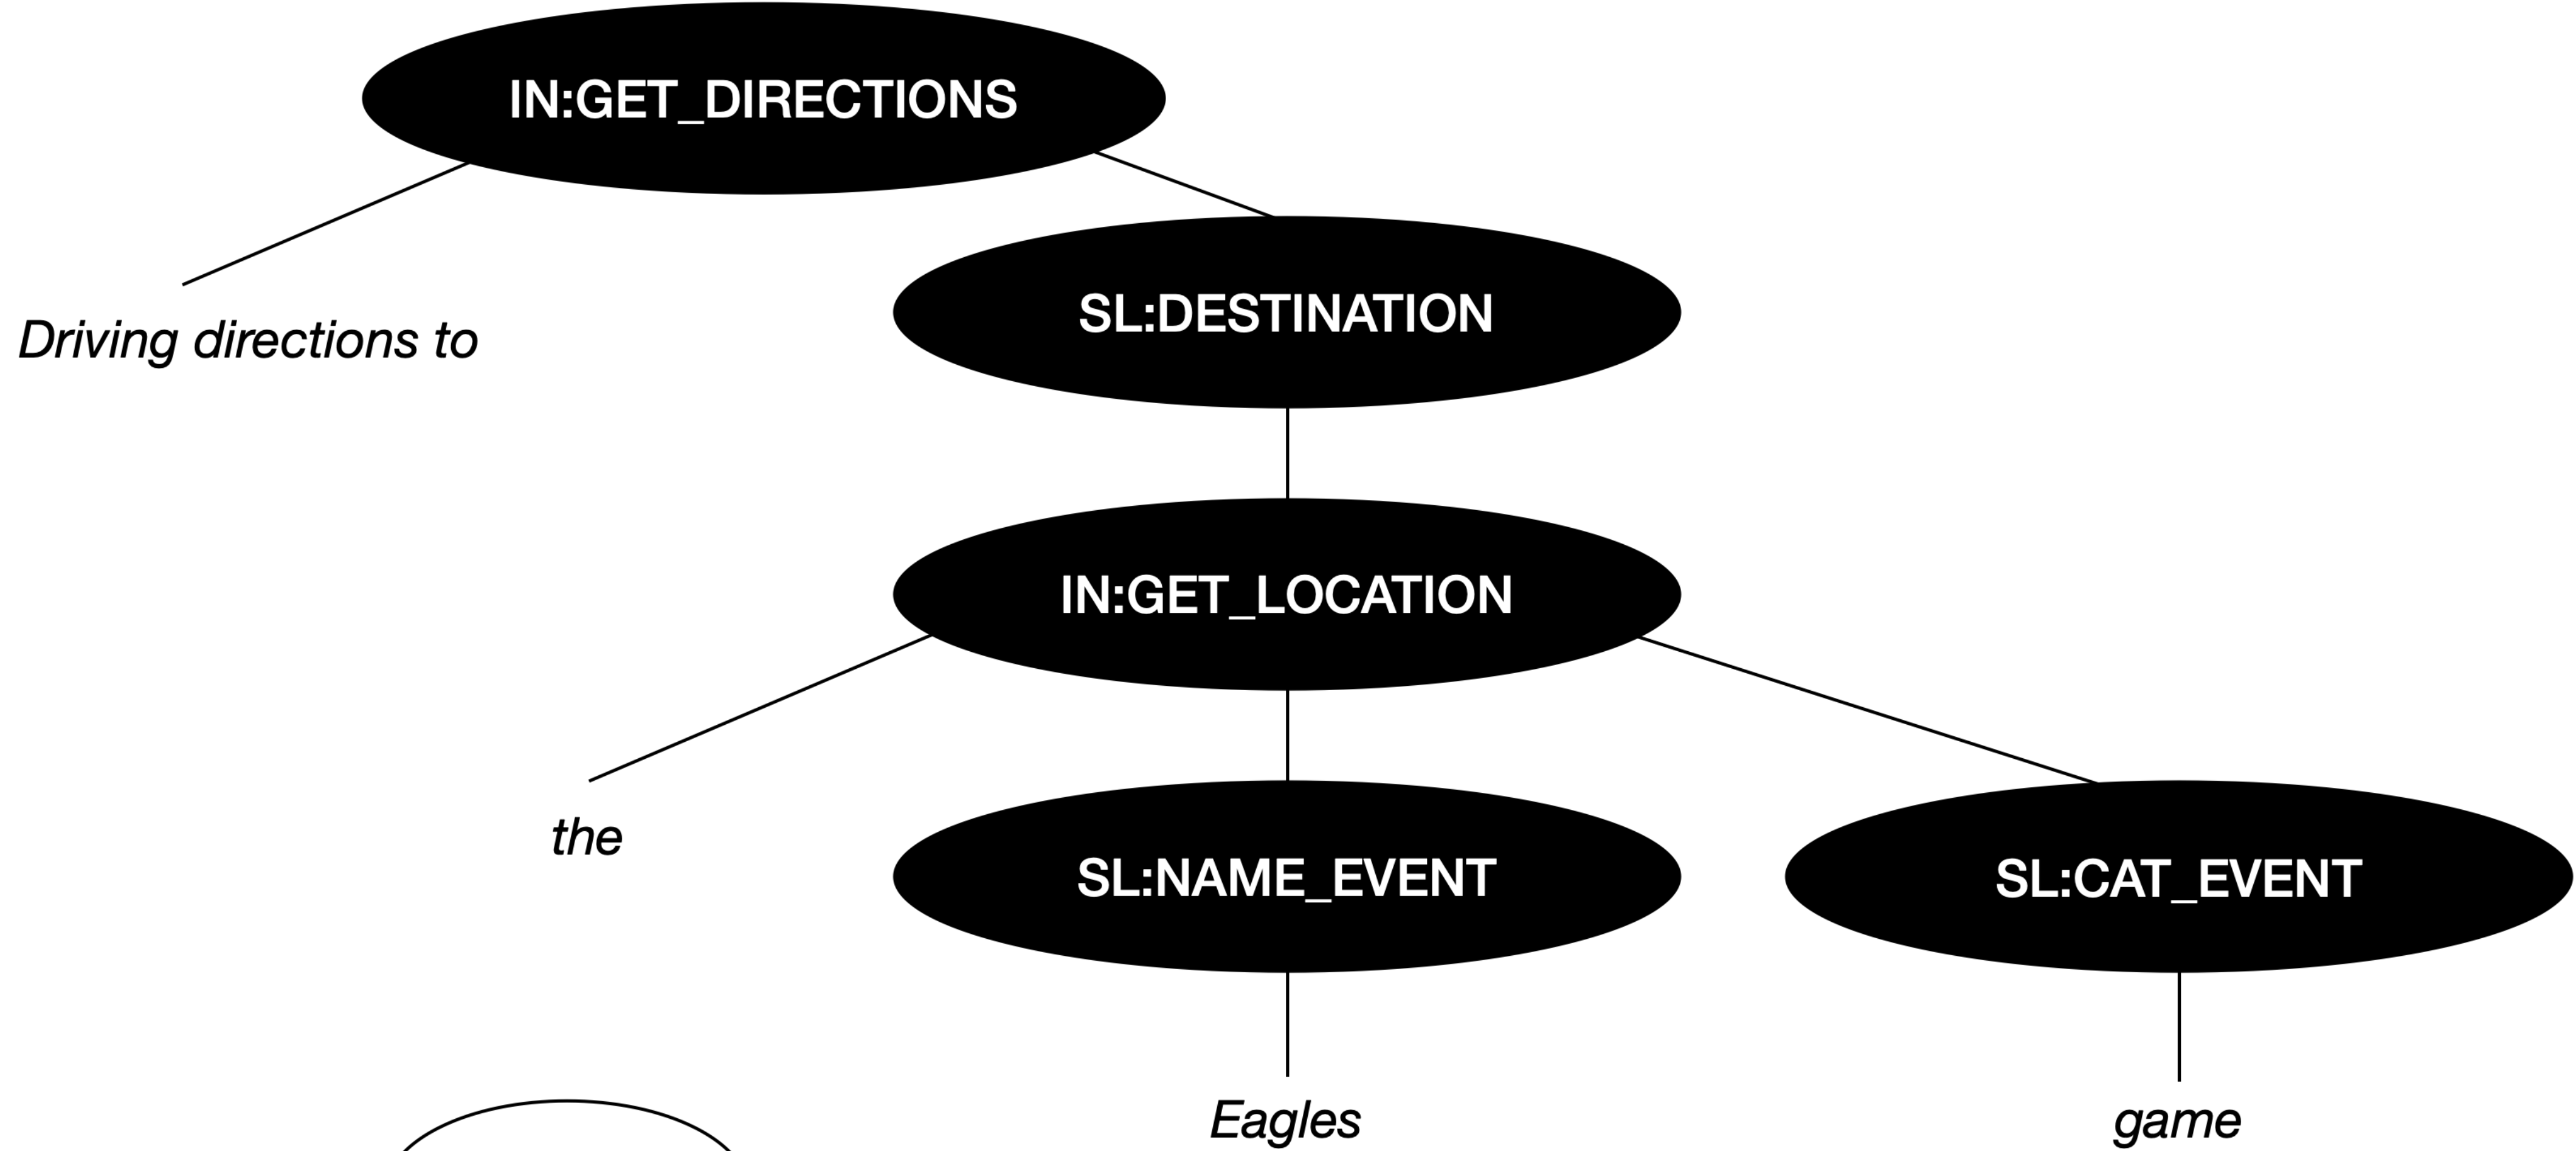 IN:GET_DIRECTIONS
Driving directions to
SL:DESTINATION
IN:GET_LOCATION
the
SL:NAME_EVENT
SL:CAT_EVENT
Eagles
game